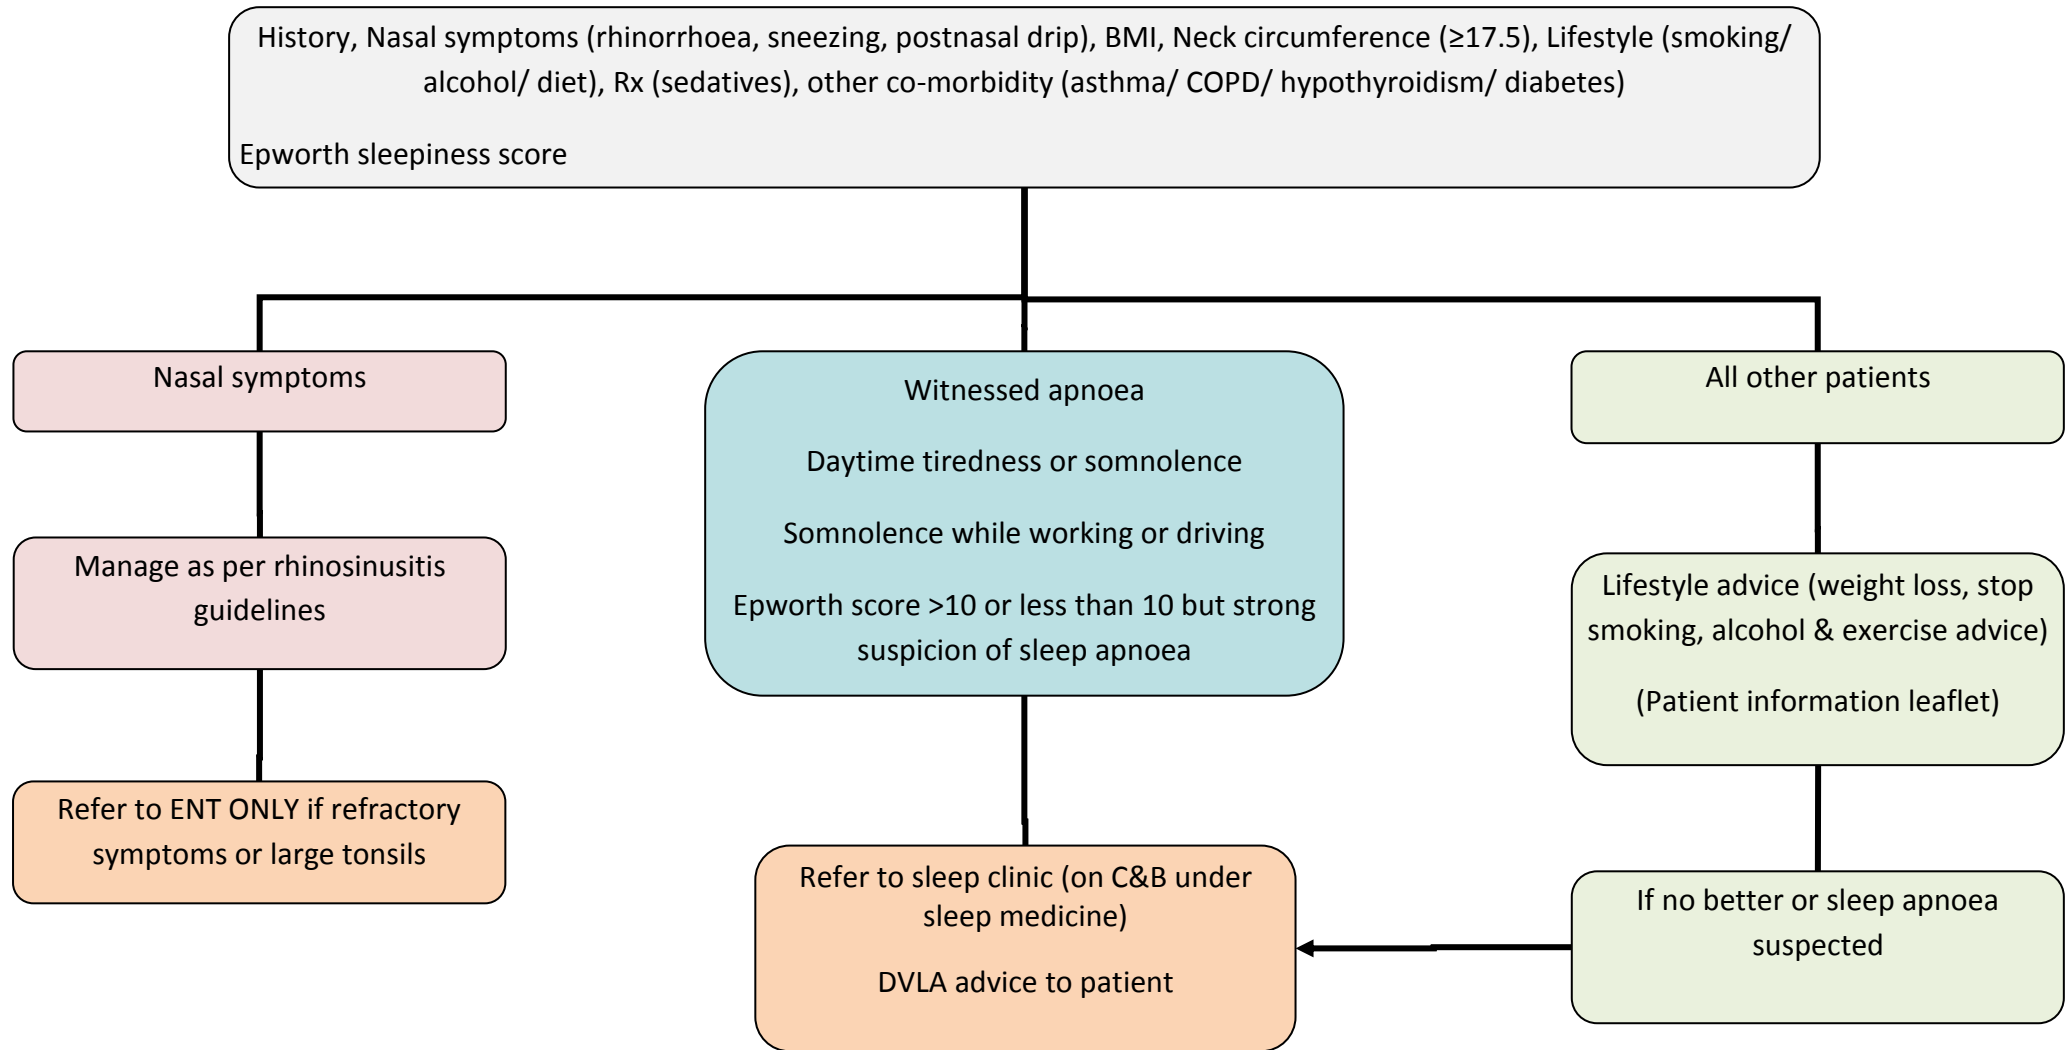 History, Nasal symptoms (rhinorrhoea, sneezing, postnasal drip), BMI, Neck circumference (≥17.5), Lifestyle (smoking/
alcohol/ diet), Rx (sedatives), other co-morbidity (asthma/ COPD/ hypothyroidism/ diabetes)
Epworth sleepiness score
Nasal symptoms
Manage as per rhinosinusitis
guidelines
Refer to ENT ONLY if refractory
symptoms or large tonsils
Witnessed apnoea
Daytime tiredness or somnolence
Somnolence while working or driving
Epworth score >10 or less than 10 but strong
suspicion of sleep apnoea
Refer to sleep clinic (on C&B under
sleep medicine)
DVLA advice to patient
All other patients
Lifestyle advice (weight loss, stop
smoking, alcohol & exercise advice)
(Patient information leaflet)
If no better or sleep apnoea
suspected